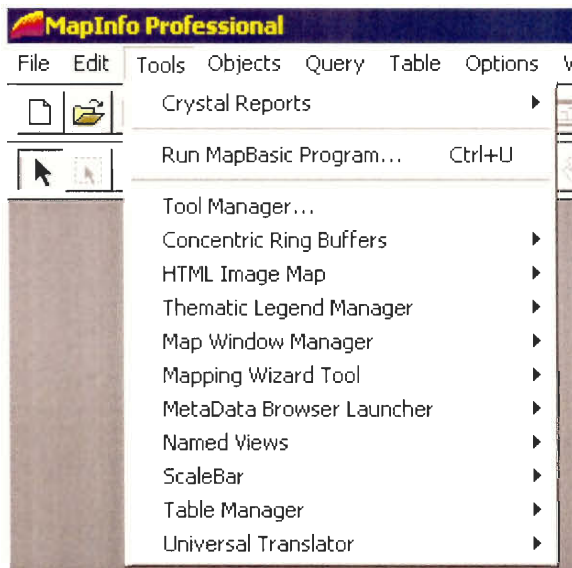 MapInfo Professional
File Edit Tools Objects Query Table Options
Crystal Reports
Run MapBasic Program... Ctrl+U
Tool Manager...
Concentric Ring Buffers
HTML Image Map
Thematic Legend Manager
Map Window Manager
Mapping Wizard Tool
MetaData Browser Launcher
Named Views
ScaleBar
Table Manager
Universal Translator